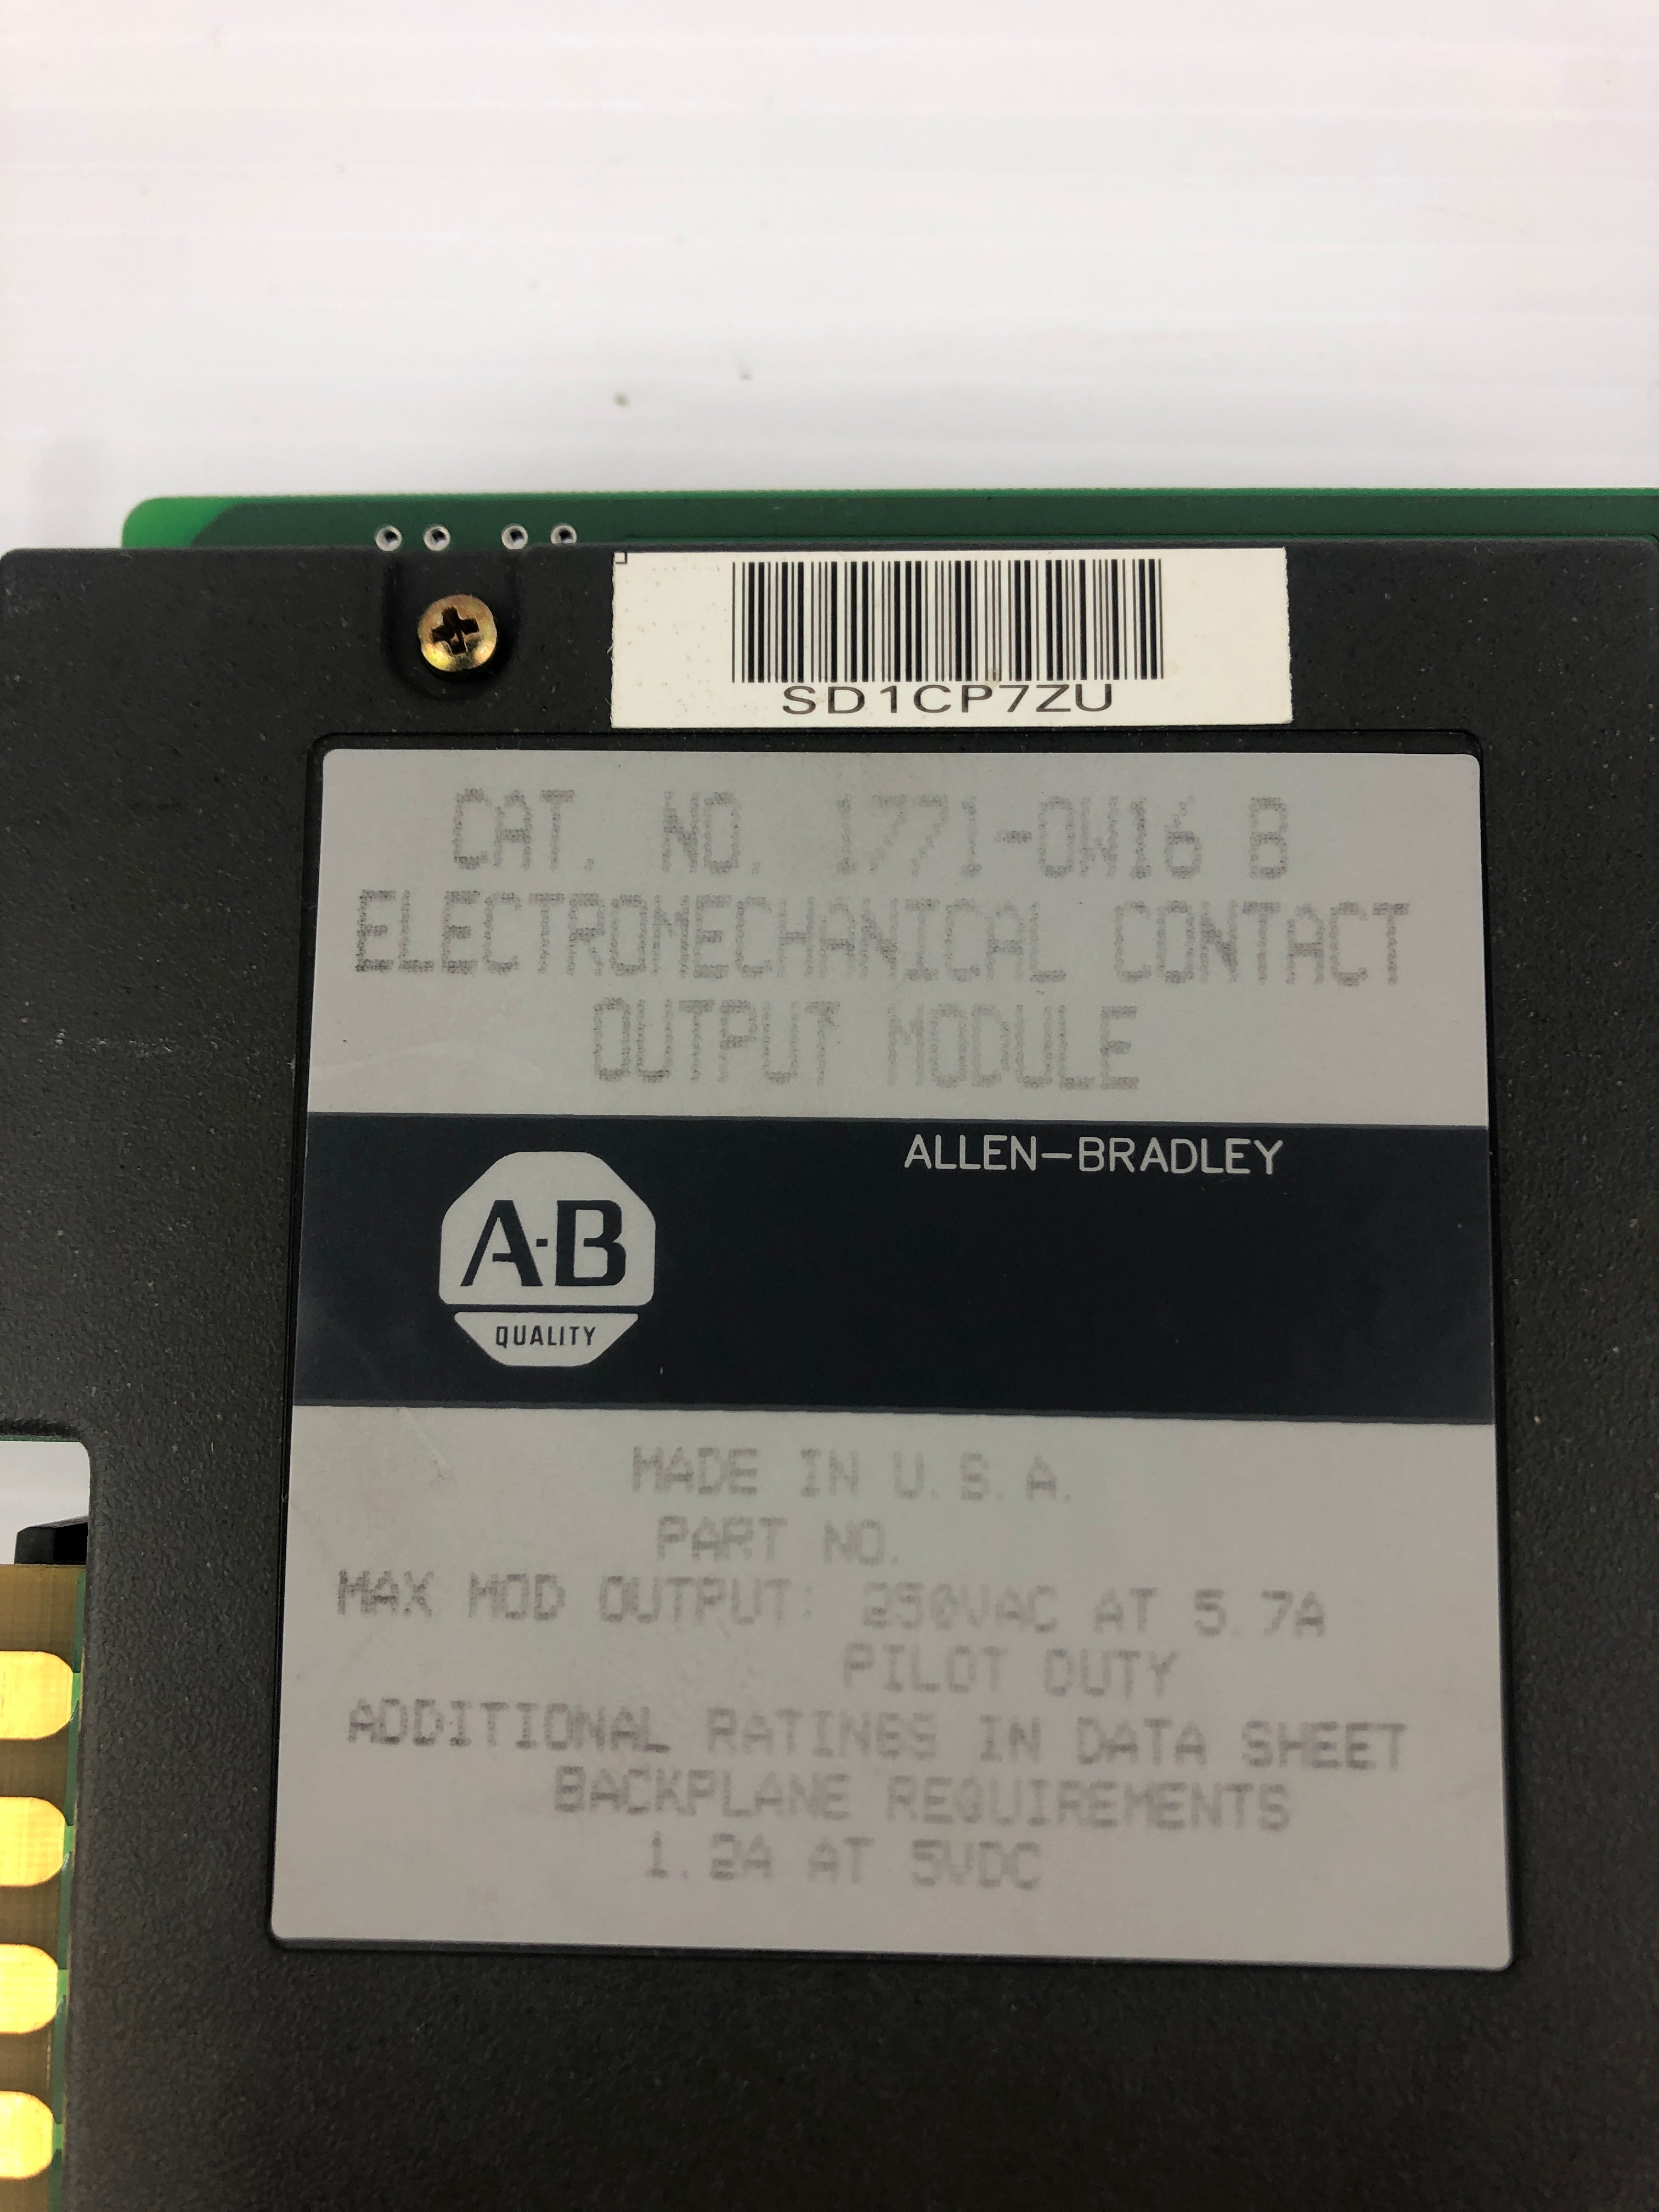 SD1CP7ZU
CAT. NO. 1771-OW16 B
ELECTROMECHANICAL CONTACT
OUTPUT MODULE
ALLEN-BRADLEY
A-B
QUALITY
MADE IN U.S.A.
PART NO.
MAX MOD OUTPUT: 250VAC AT 5.7A
PILOT DUTY
ADDITIONAL RATINGS IN DATA SHEET
BACKPLANE REQUIREMENTS
1.2A AT 5VDC